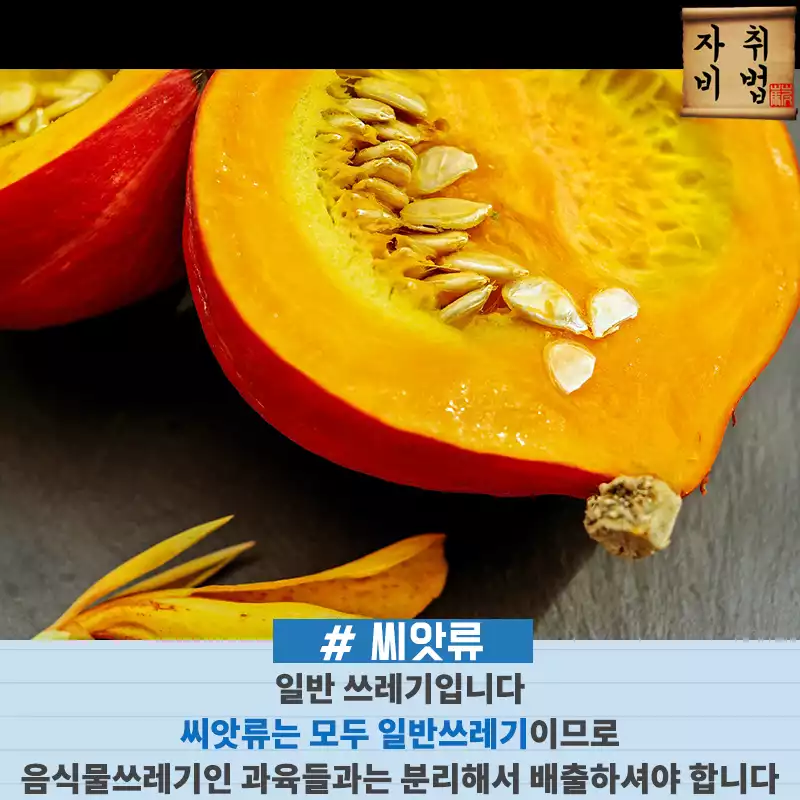 자취
비법
# 씨앗류
일반 쓰레기입니다
씨앗류는 모두 일반쓰레기이므로
음식물쓰레기인 과육들과는 분리해서 배출하셔야 합니다